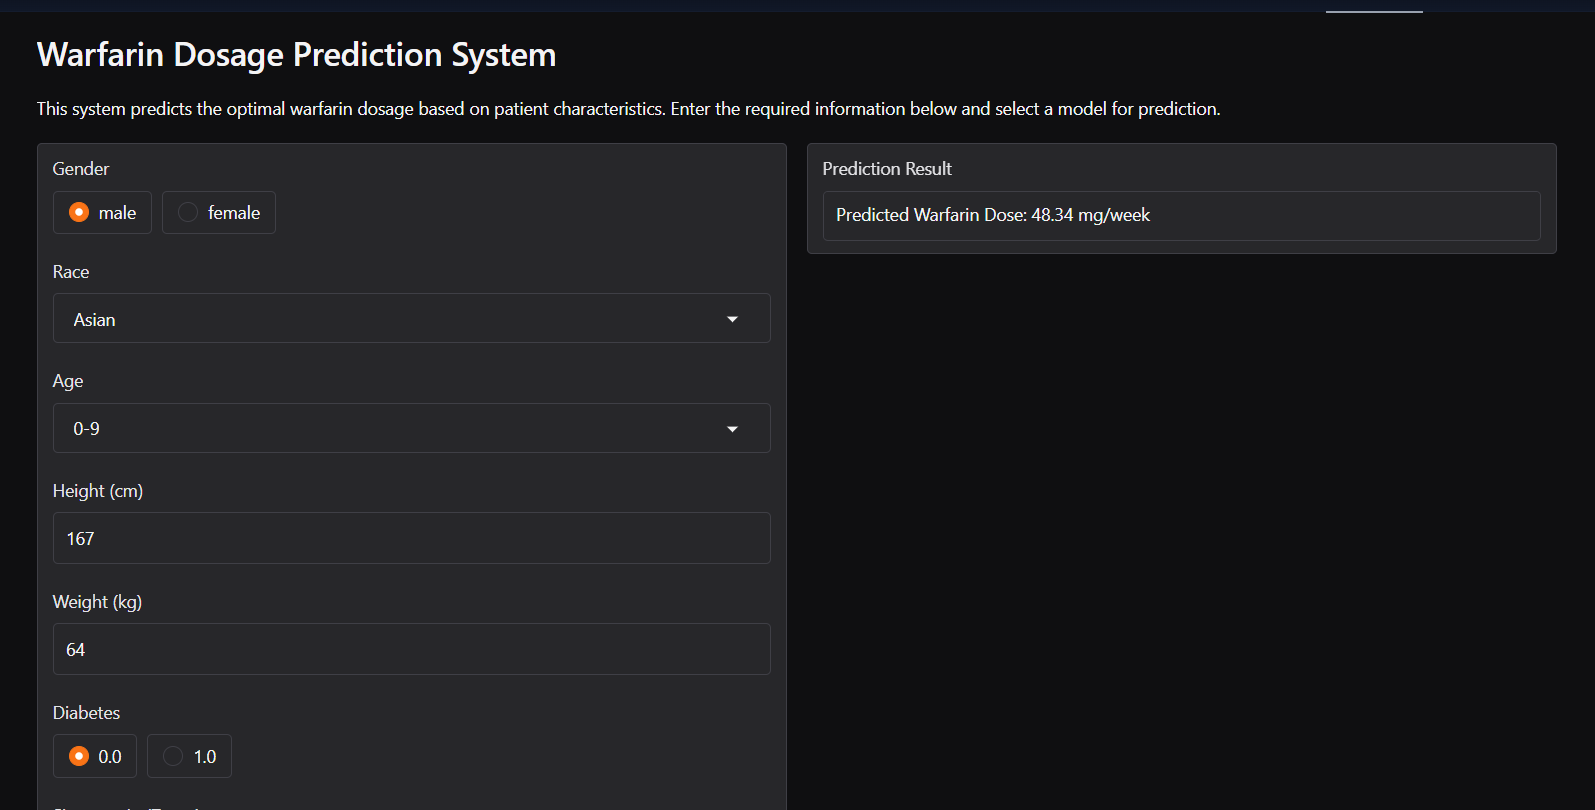 Warfarin Dosage Prediction System
This system predicts the optimal warfarin dosage based on patient characteristics. Enter the required information below and select a model for prediction.
Gender
male
female
Race
Asian
Age
0-9
Height (cm)
167
Weight (kg)
64
Diabetes
0.0
1.0
Prediction Result
Predicted Warfarin Dose: 48.34 mg/week